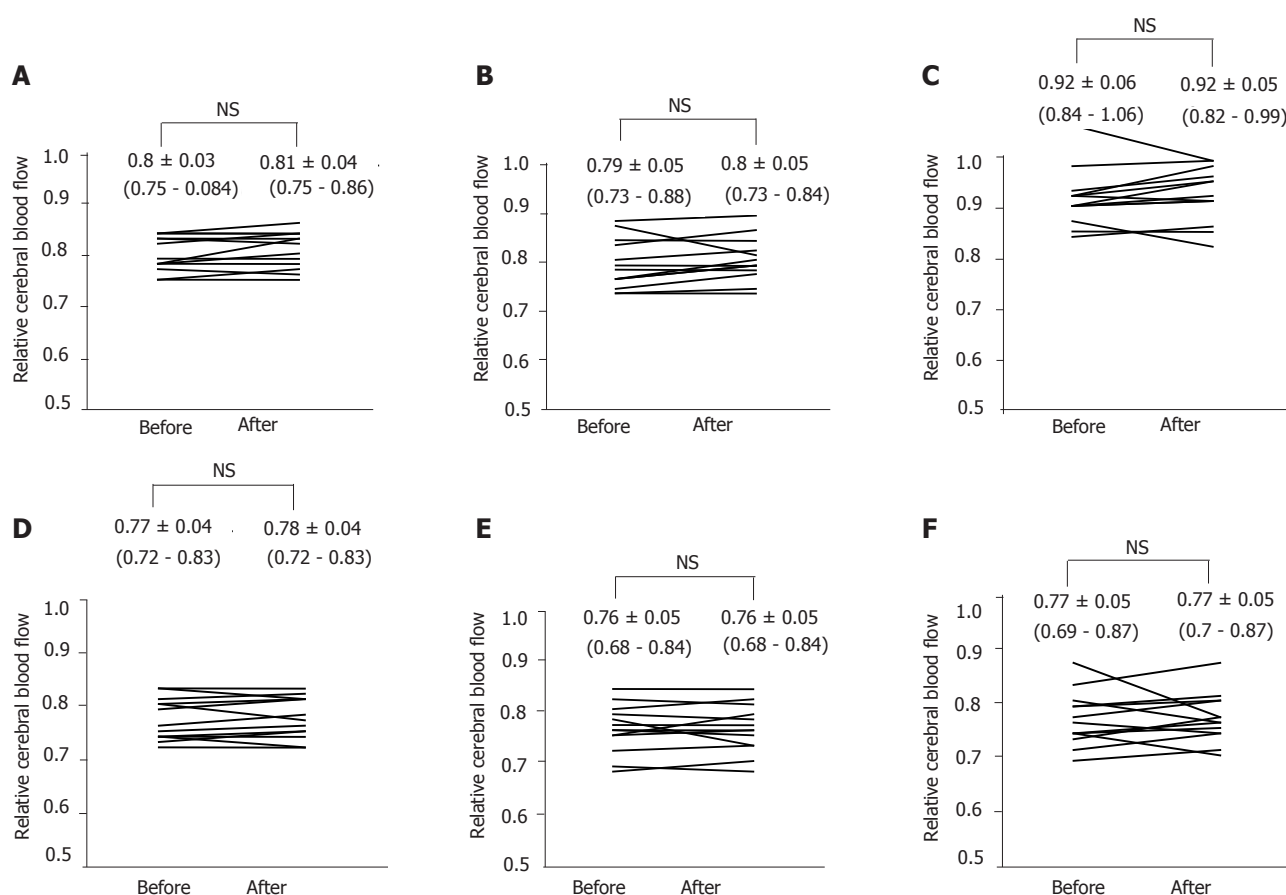 A
NS
0.8 ± 0.03
0.81 ± 0.04
(0.75 - 0.084)
(0.75 - 0.86)
Relative cerebral blood flow
1.0
0.9
0.8
0.7
0.6
0.5
Before
After
B
NS
0.79 ± 0.05
0.8 ± 0.05
(0.73 - 0.88)
(0.73 - 0.84)
Relative cerebral blood flow
1.0
0.9
0.8
0.7
0.6
0.5
Before
After
C
NS
0.92 ± 0.06
0.92 ± 0.05
(0.84 - 1.06)
(0.82 - 0.99)
Relative cerebral blood flow
1.0
0.9
0.8
0.7
0.6
0.5
Before
After
D
NS
0.77 ± 0.04
0.78 ± 0.04
(0.72 - 0.83)
(0.72 - 0.83)
Relative cerebral blood flow
1.0
0.9
0.8
0.7
0.6
0.5
Before
After
E
NS
0.76 ± 0.05
0.76 ± 0.05
(0.68 - 0.84)
(0.68 - 0.84)
Relative cerebral blood flow
1.0
0.9
0.8
0.7
0.6
0.5
Before
After
F
NS
0.77 ± 0.05
0.77 ± 0.05
(0.69 - 0.87)
(0.7 - 0.87)
Relative cerebral blood flow
1.0
0.9
0.8
0.7
0.6
0.5
Before
After